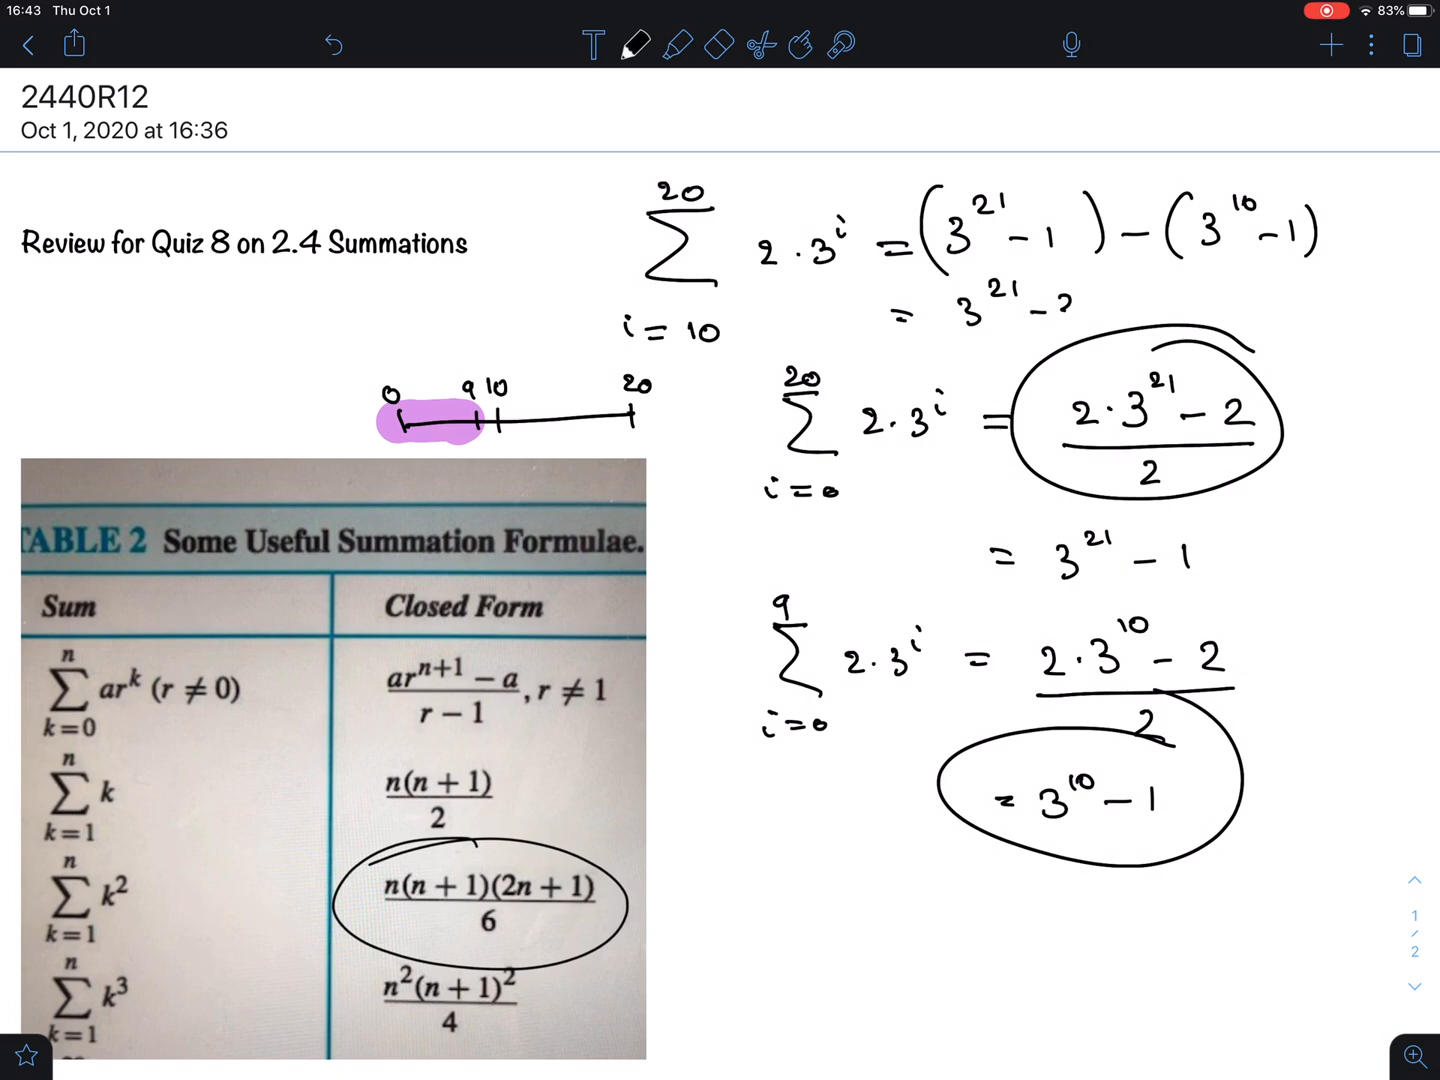 16:43 Thu Oct 1
83%
2440R12
Oct 1, 2020 at 16:36
Review for Quiz 8 on 2.4 Summations
20
∑ 2·3^i = (3^21 - 1) - (3^10 - 1)
i = 10
= 3^21 -
0 9 10 20
20
∑ 2·3^i = (2·3^21 - 2)/2
i = 0
= 3^21 - 1
9
∑ 2·3^i = (2·3^10 - 2)/2
i = 0
= 3^10 - 1
TABLE 2 Some Useful Summation Formulae.
Sum Closed Form
n
∑ ar^k (r ≠ 0) (ar^(n+1) - a)/(r - 1), r ≠ 1
k=0
n
∑ k n(n + 1)/2
k=1
n
∑ k² n(n + 1)(2n + 1)/6
k=1
n
∑ k³ n²(n + 1)²/4
k=1
1
/
2